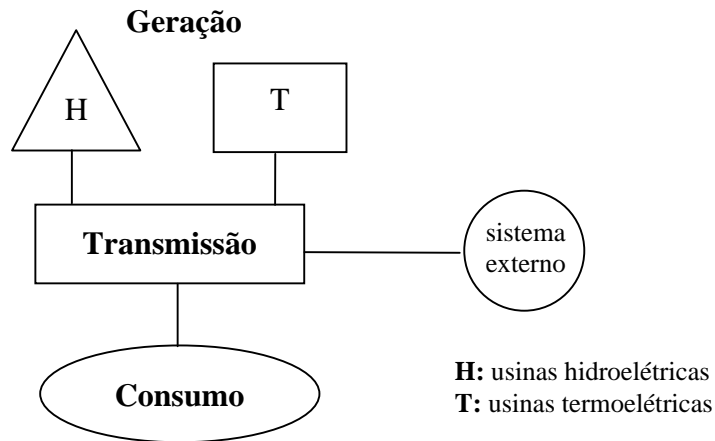 Geração
H
T
Transmissão
sistema
externo
Consumo
H: usinas hidroelétricas
T: usinas termoelétricas